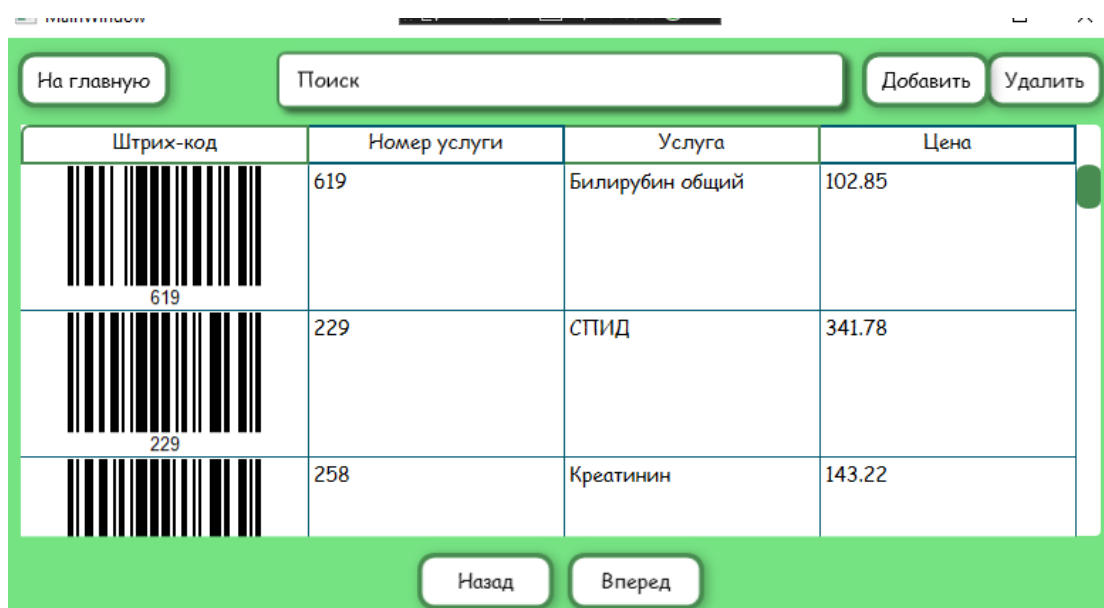 MainWindow
На главную
Поиск
Добавить
Удалить
Штрих-код Номер услуги Услуга Цена
619 Билирубин общий 102.85
619
229 СПИД 341.78
229
258 Креатинин 143.22
Назад
Вперед